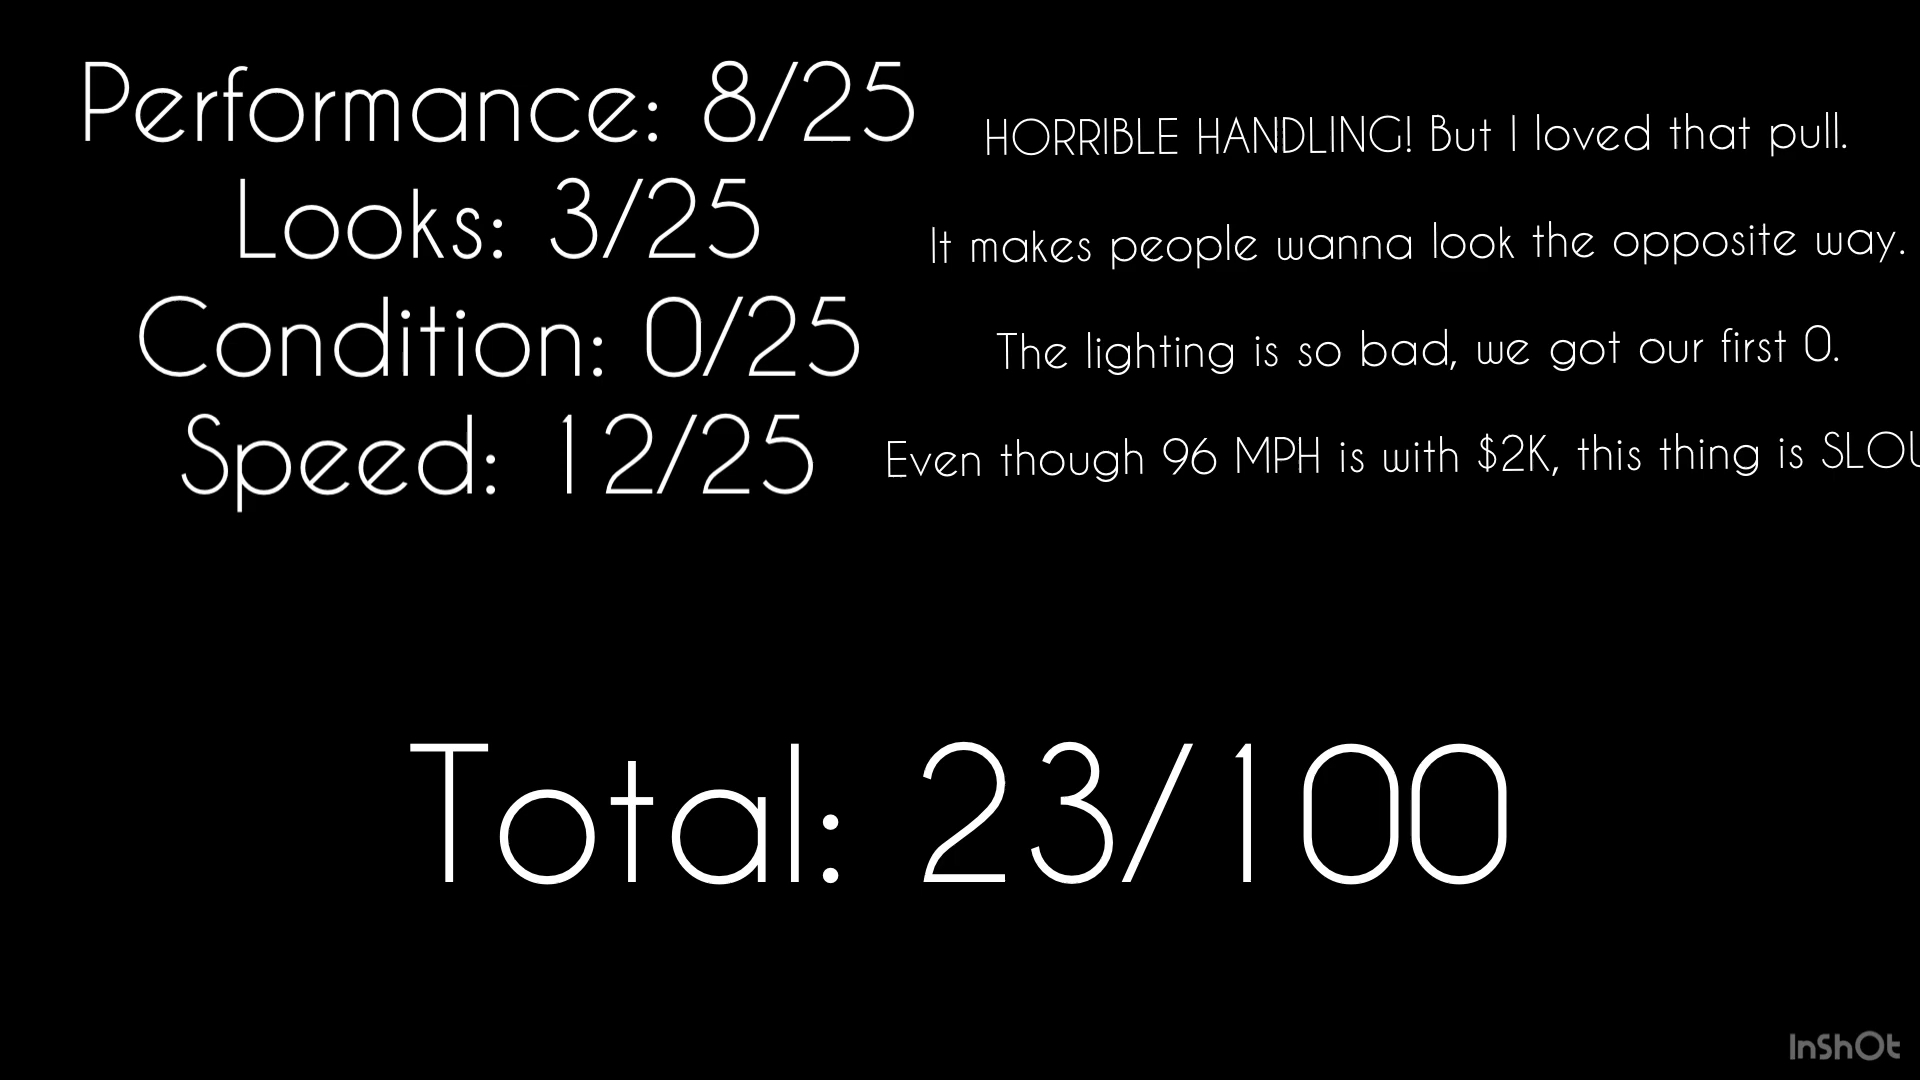 Performance: 8/25
HORRIBLE HANDLING! But I loved that pull.
Looks: 3/25
It makes people wanna look the opposite way.
Condition: 0/25
The lighting is so bad, we got our first 0.
Speed: 12/25
Even though 96 MPH is with $2K, this thing is
Total: 23/100
InShOt